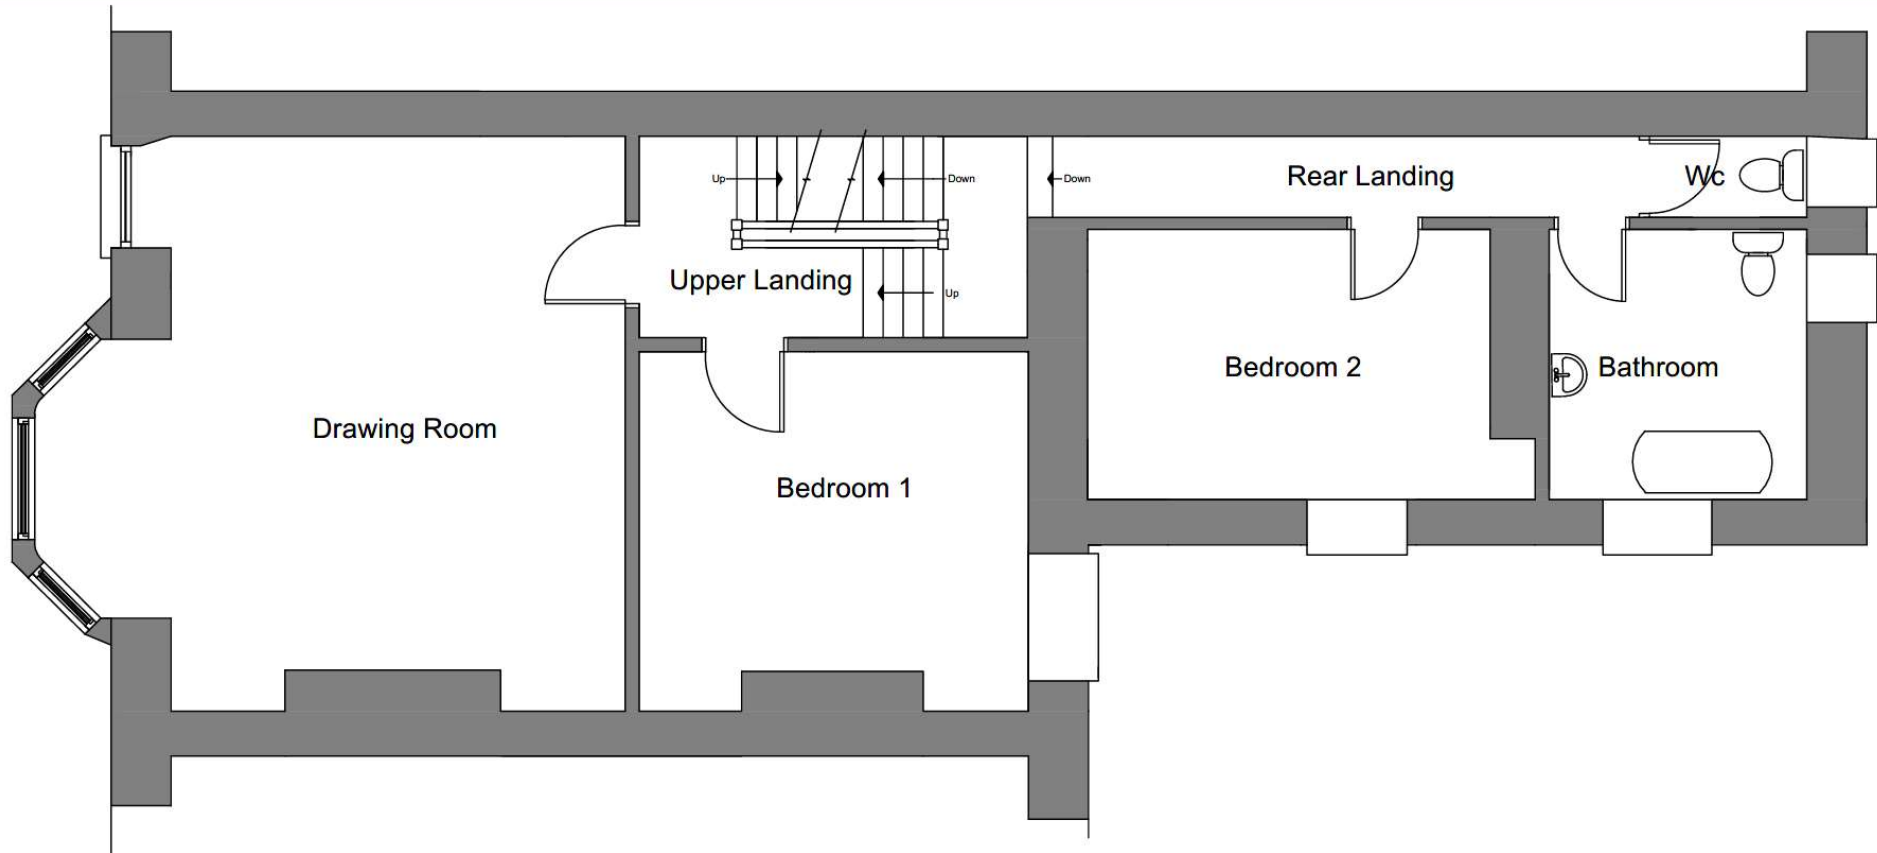 Up
Down
Down
Rear Landing
Wc
Upper Landing
Up
Bedroom 2
Bathroom
Drawing Room
Bedroom 1